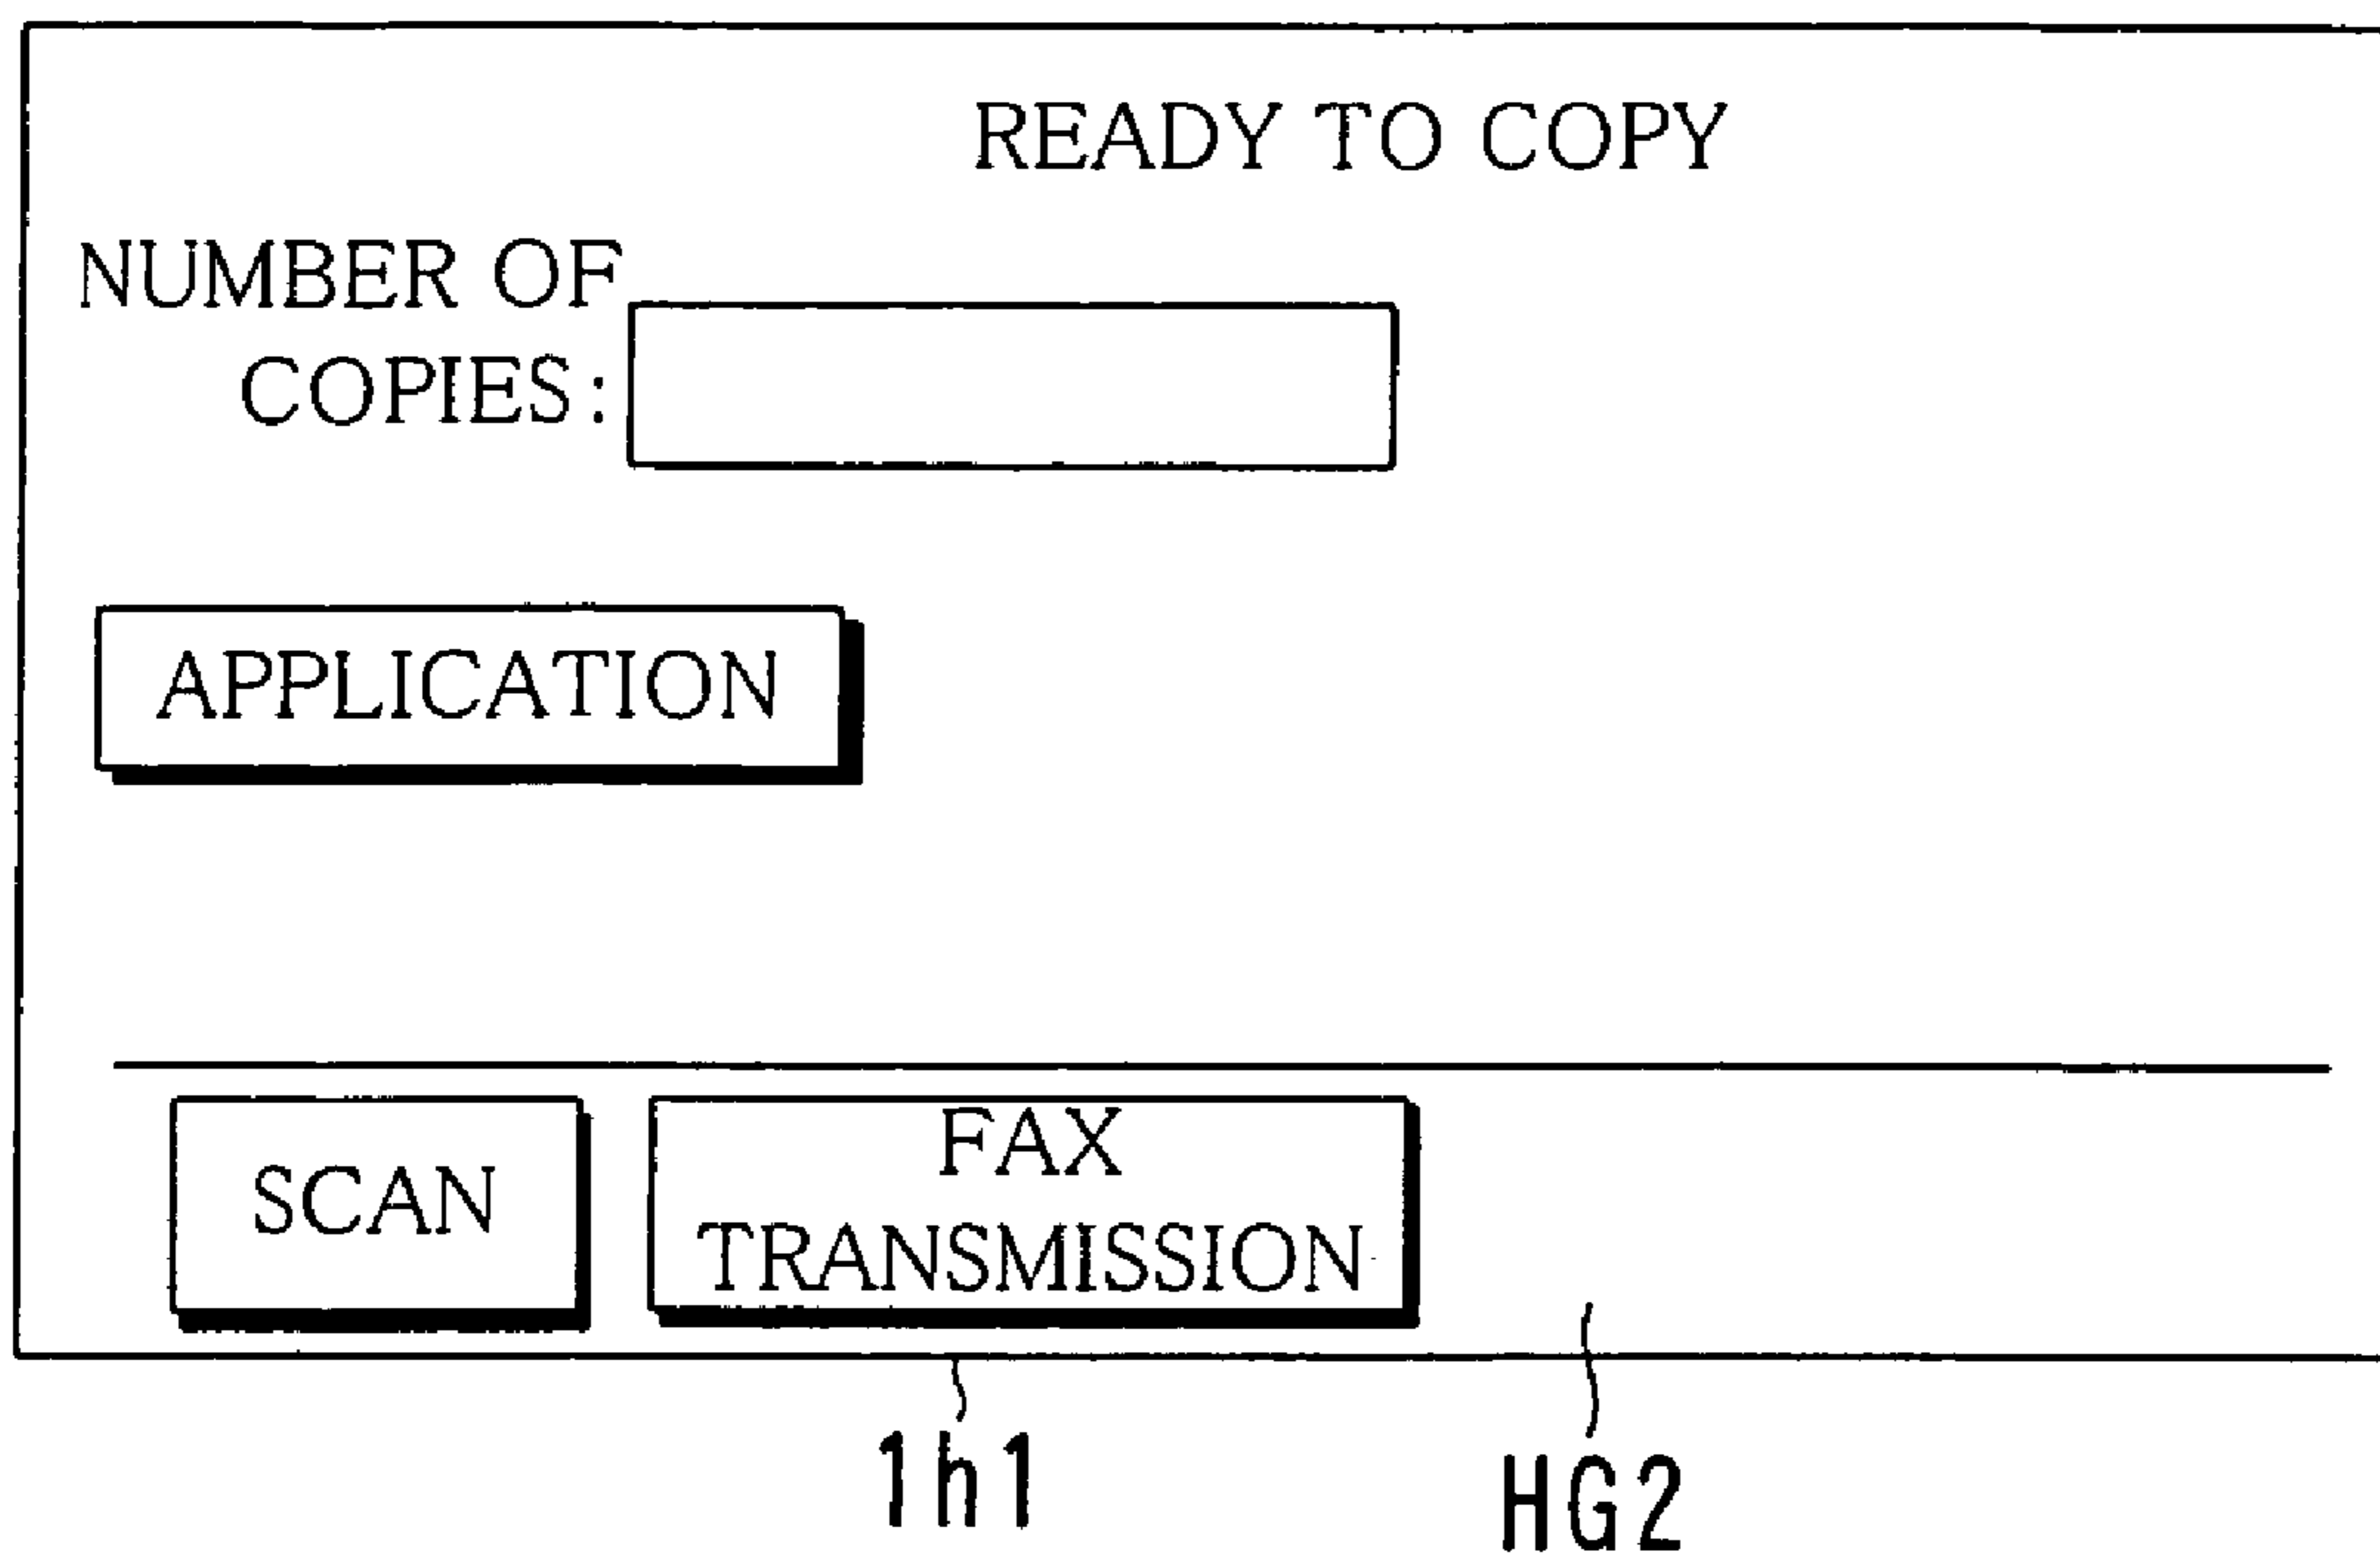 READY TO COPY
NUMBER OF
COPIES:
APPLICATION
SCAN
FAX
TRANSMISSION
1h1
HG2